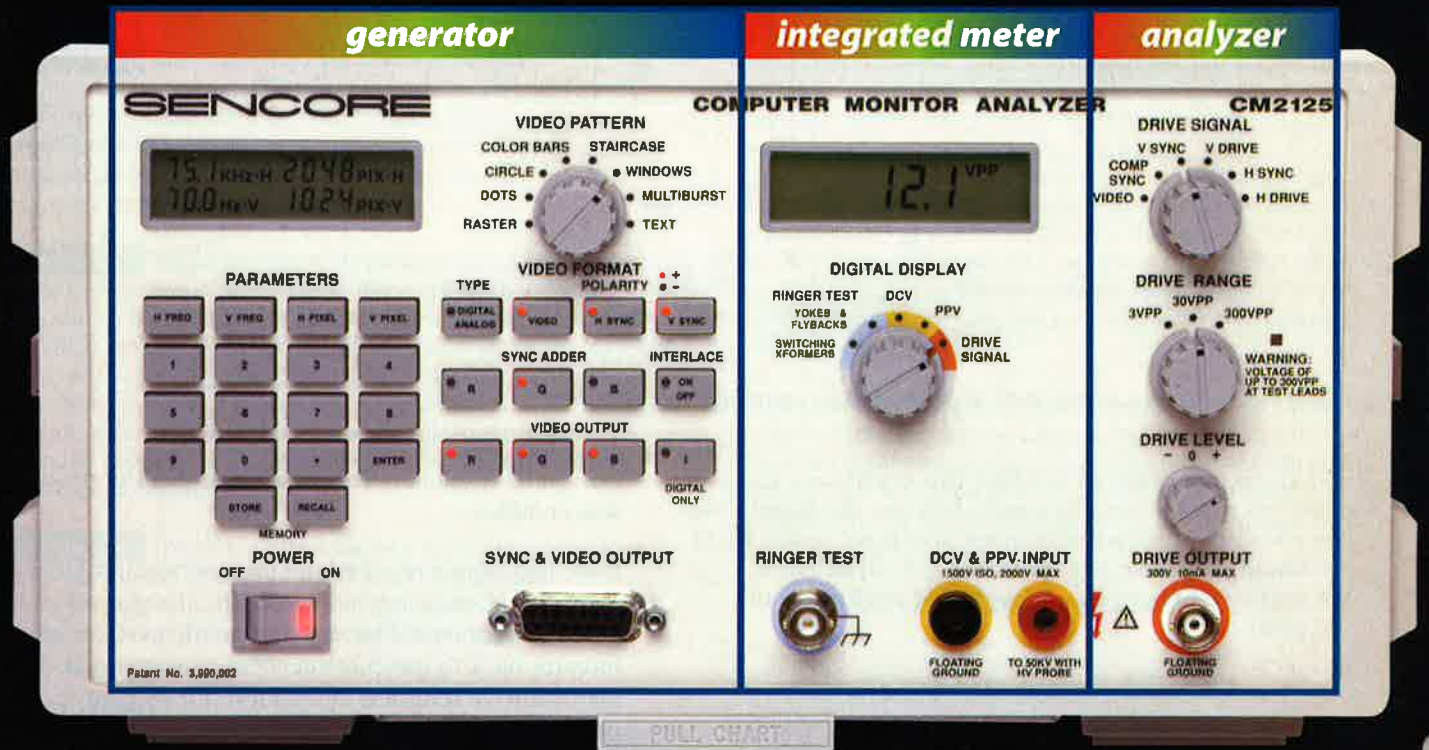 generator
integrated meter
analyzer
SENCORE
COMPUTER MONITOR ANALYZER
CM2125
75.1 KHz-H 2048 PIX-H
70.0 Hz-V 1024 PIX-V
VIDEO PATTERN
COLOR BARS
STAIRCASE
CIRCLE
WINDOWS
DOTS
MULTIBURST
RASTER
TEXT
PARAMETERS
H FREQ
V FREQ
H PIXEL
V PIXEL
1 2 3 4
5 6 7 8
9 0 • ENTER
STORE RECALL
MEMORY
VIDEO FORMAT
TYPE
POLARITY
+
-
DIGITAL
ANALOG
VIDEO
H SYNC
V SYNC
SYNC ADDER
INTERLACE
R G B
ON
OFF
VIDEO OUTPUT
R G B I
DIGITAL
ONLY
POWER
OFF ON
SYNC & VIDEO OUTPUT
Patent No. 3,990,002
12.1 VPP
DIGITAL DISPLAY
RINGER TEST
YOKES &
FLYBACKS
SWITCHING
XFORMERS
DCV
PPV
DRIVE
SIGNAL
RINGER TEST
DCV & PPV-INPUT
1500V ISO, 2000V MAX
FLOATING
GROUND
TO 50KV WITH
HV PROBE
DRIVE SIGNAL
V SYNC
V DRIVE
COMP
SYNC
H SYNC
VIDEO
H DRIVE
DRIVE RANGE
30VPP
3VPP
300VPP
WARNING:
VOLTAGE OF
UP TO 300VPP
AT TEST LEADS
DRIVE LEVEL
- 0 +
DRIVE OUTPUT
300V 10mA MAX
FLOATING
GROUND
PULL CHART